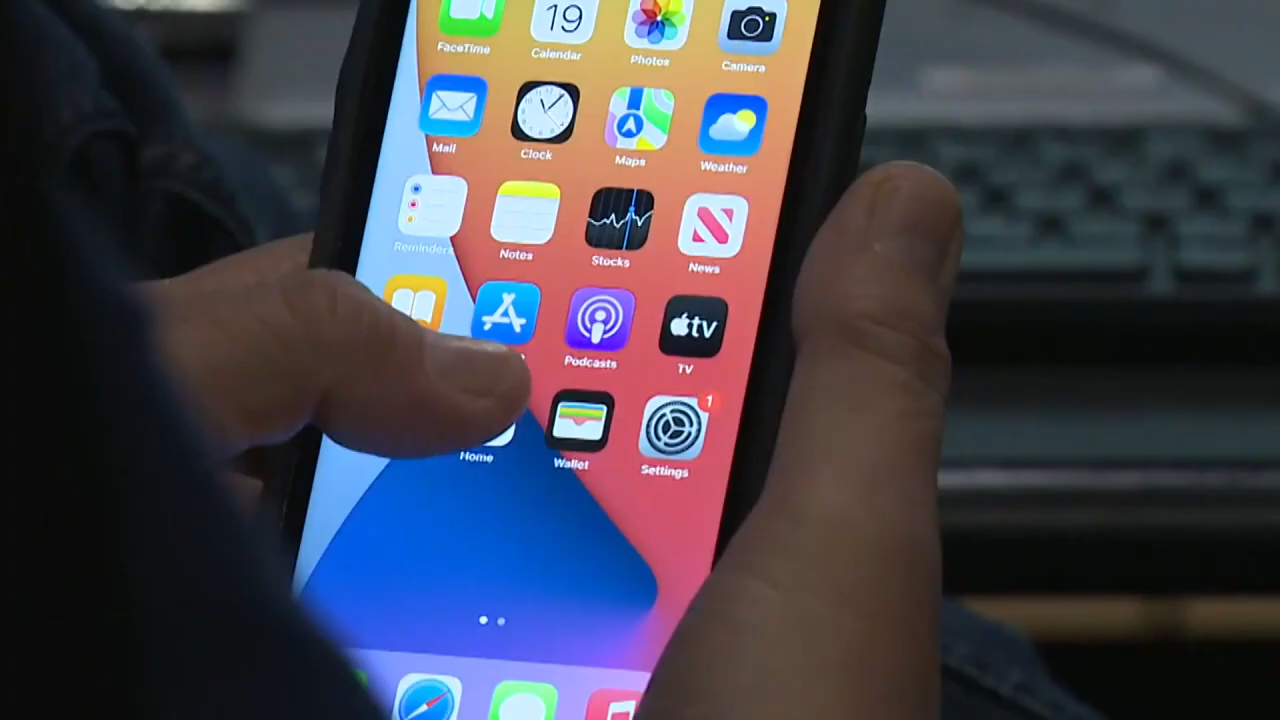 19
FaceTime
Calendar
Photos
Camera
Mail
Clock
Maps
Weather
Reminders
Notes
Stocks
News
tv
Podcasts
TV
1
Home
Wallet
Settings